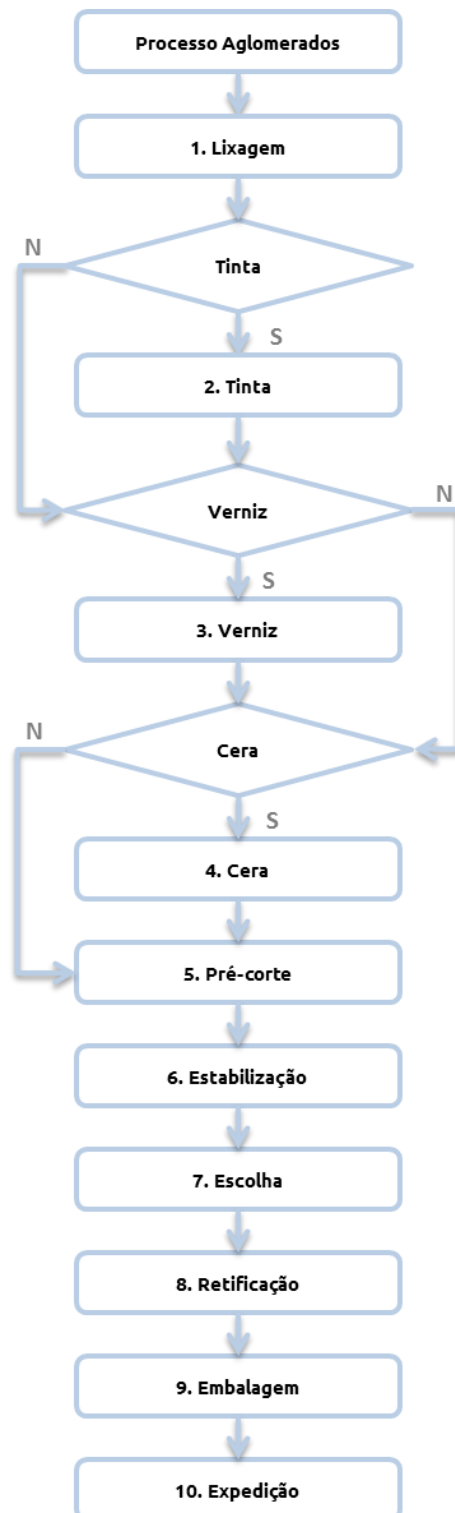 Processo Aglomerados
1. Lixagem
N
Tinta
S
2. Tinta
N
Verniz
S
3. Verniz
N
Cera
S
4. Cera
5. Pré-corte
6. Estabilização
7. Escolha
8. Retificação
9. Embalagem
10. Expedição